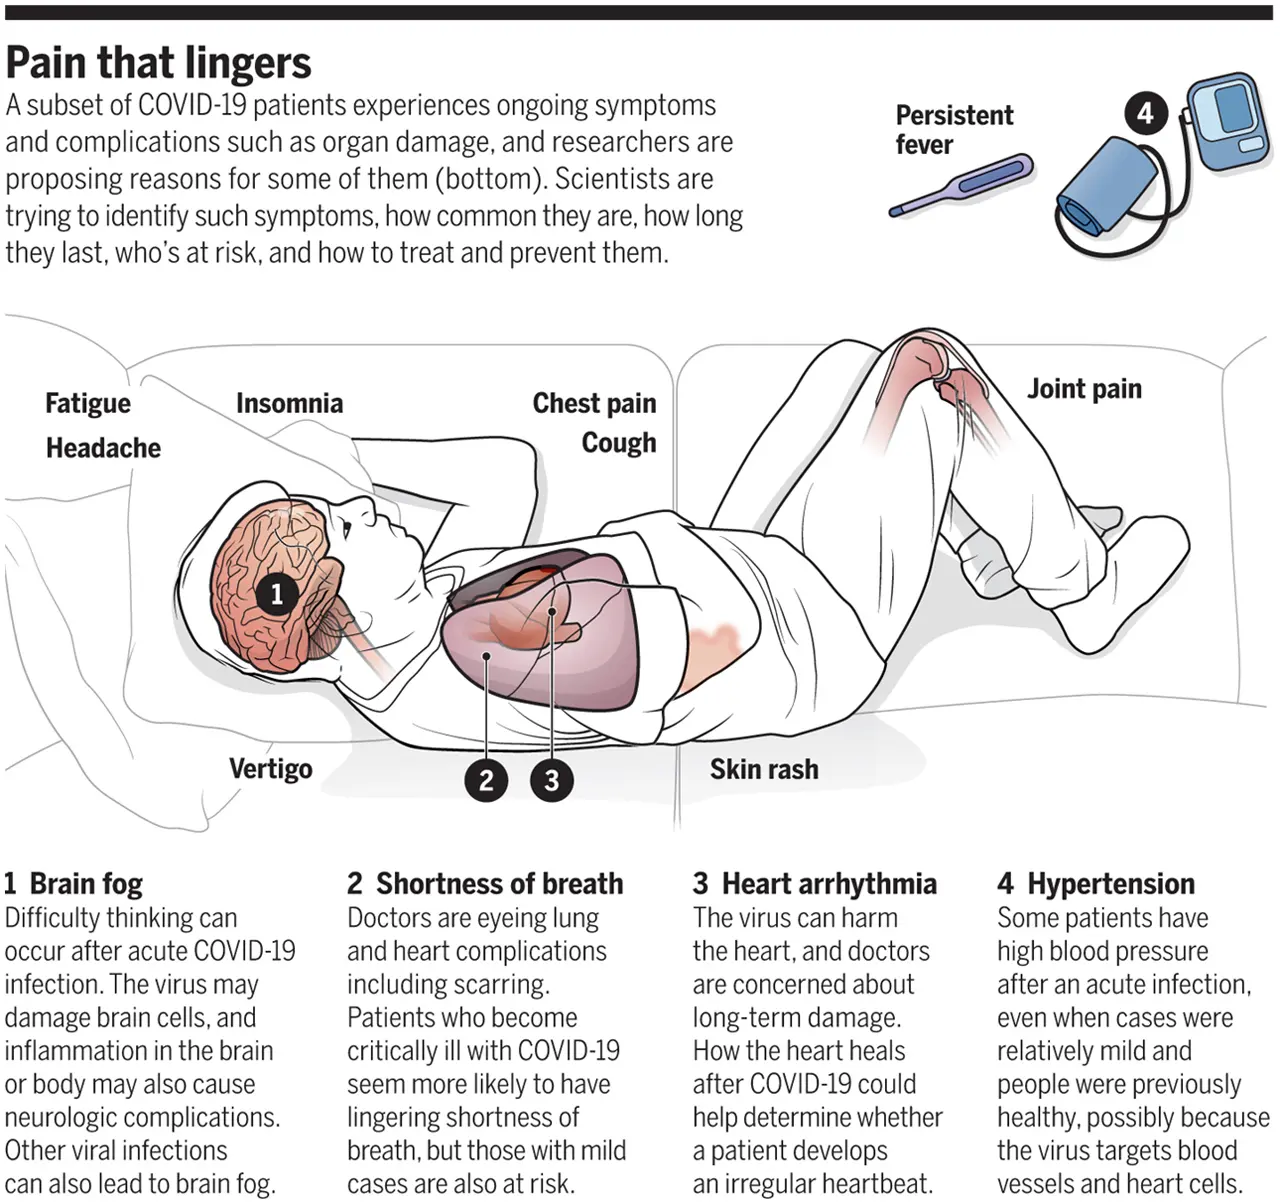 Pain that lingers
A subset of COVID-19 patients experiences ongoing symptoms
and complications such as organ damage, and researchers are
proposing reasons for some of them (bottom). Scientists are
trying to identify such symptoms, how common they are, how long
they last, who's at risk, and how to treat and prevent them.
Persistent
fever
4
Fatigue
Headache
Insomnia
Chest pain
Cough
Joint pain
1
Vertigo
2
3
Skin rash
1 Brain fog
Difficulty thinking can
occur after acute COVID-19
infection. The virus may
damage brain cells, and
inflammation in the brain
or body may also cause
neurologic complications.
Other viral infections
can also lead to brain fog.
2 Shortness of breath
Doctors are eyeing lung
and heart complications
including scarring.
Patients who become
critically ill with COVID-19
seem more likely to have
lingering shortness of
breath, but those with mild
cases are also at risk.
3 Heart arrhythmia
The virus can harm
the heart, and doctors
are concerned about
long-term damage.
How the heart heals
after COVID-19 could
help determine whether
a patient develops
an irregular heartbeat.
4 Hypertension
Some patients have
high blood pressure
after an acute infection,
even when cases were
relatively mild and
people were previously
healthy, possibly because
the virus targets blood
vessels and heart cells.